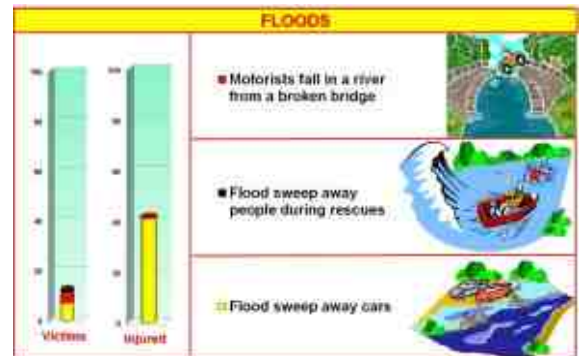 FLOODS
Motorists fall in a river
from a broken bridge
Flood sweep away
people during rescues
Flood sweep away cars
Victims
Injured